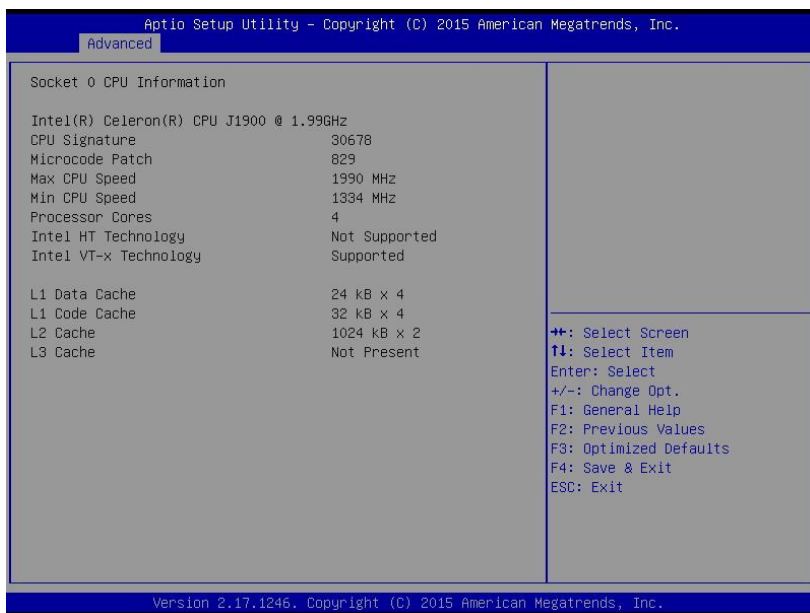 Aptio Setup Utility – Copyright (C) 2015 American Megatrends, Inc.
Advanced
Socket 0 CPU Information
Intel(R) Celeron(R) CPU J1900 @ 1.99GHz
CPU Signature 30678
Microcode Patch 829
Max CPU Speed 1990 MHz
Min CPU Speed 1334 MHz
Processor Cores 4
Intel HT Technology Not Supported
Intel VT-x Technology Supported
L1 Data Cache 24 kB x 4
L1 Code Cache 32 kB x 4
L2 Cache 1024 kB x 2
L3 Cache Not Present
→←: Select Screen
↑↓: Select Item
Enter: Select
+/-: Change Opt.
F1: General Help
F2: Previous Values
F3: Optimized Defaults
F4: Save & Exit
ESC: Exit
Version 2.17.1246. Copyright (C) 2015 American Megatrends, Inc.